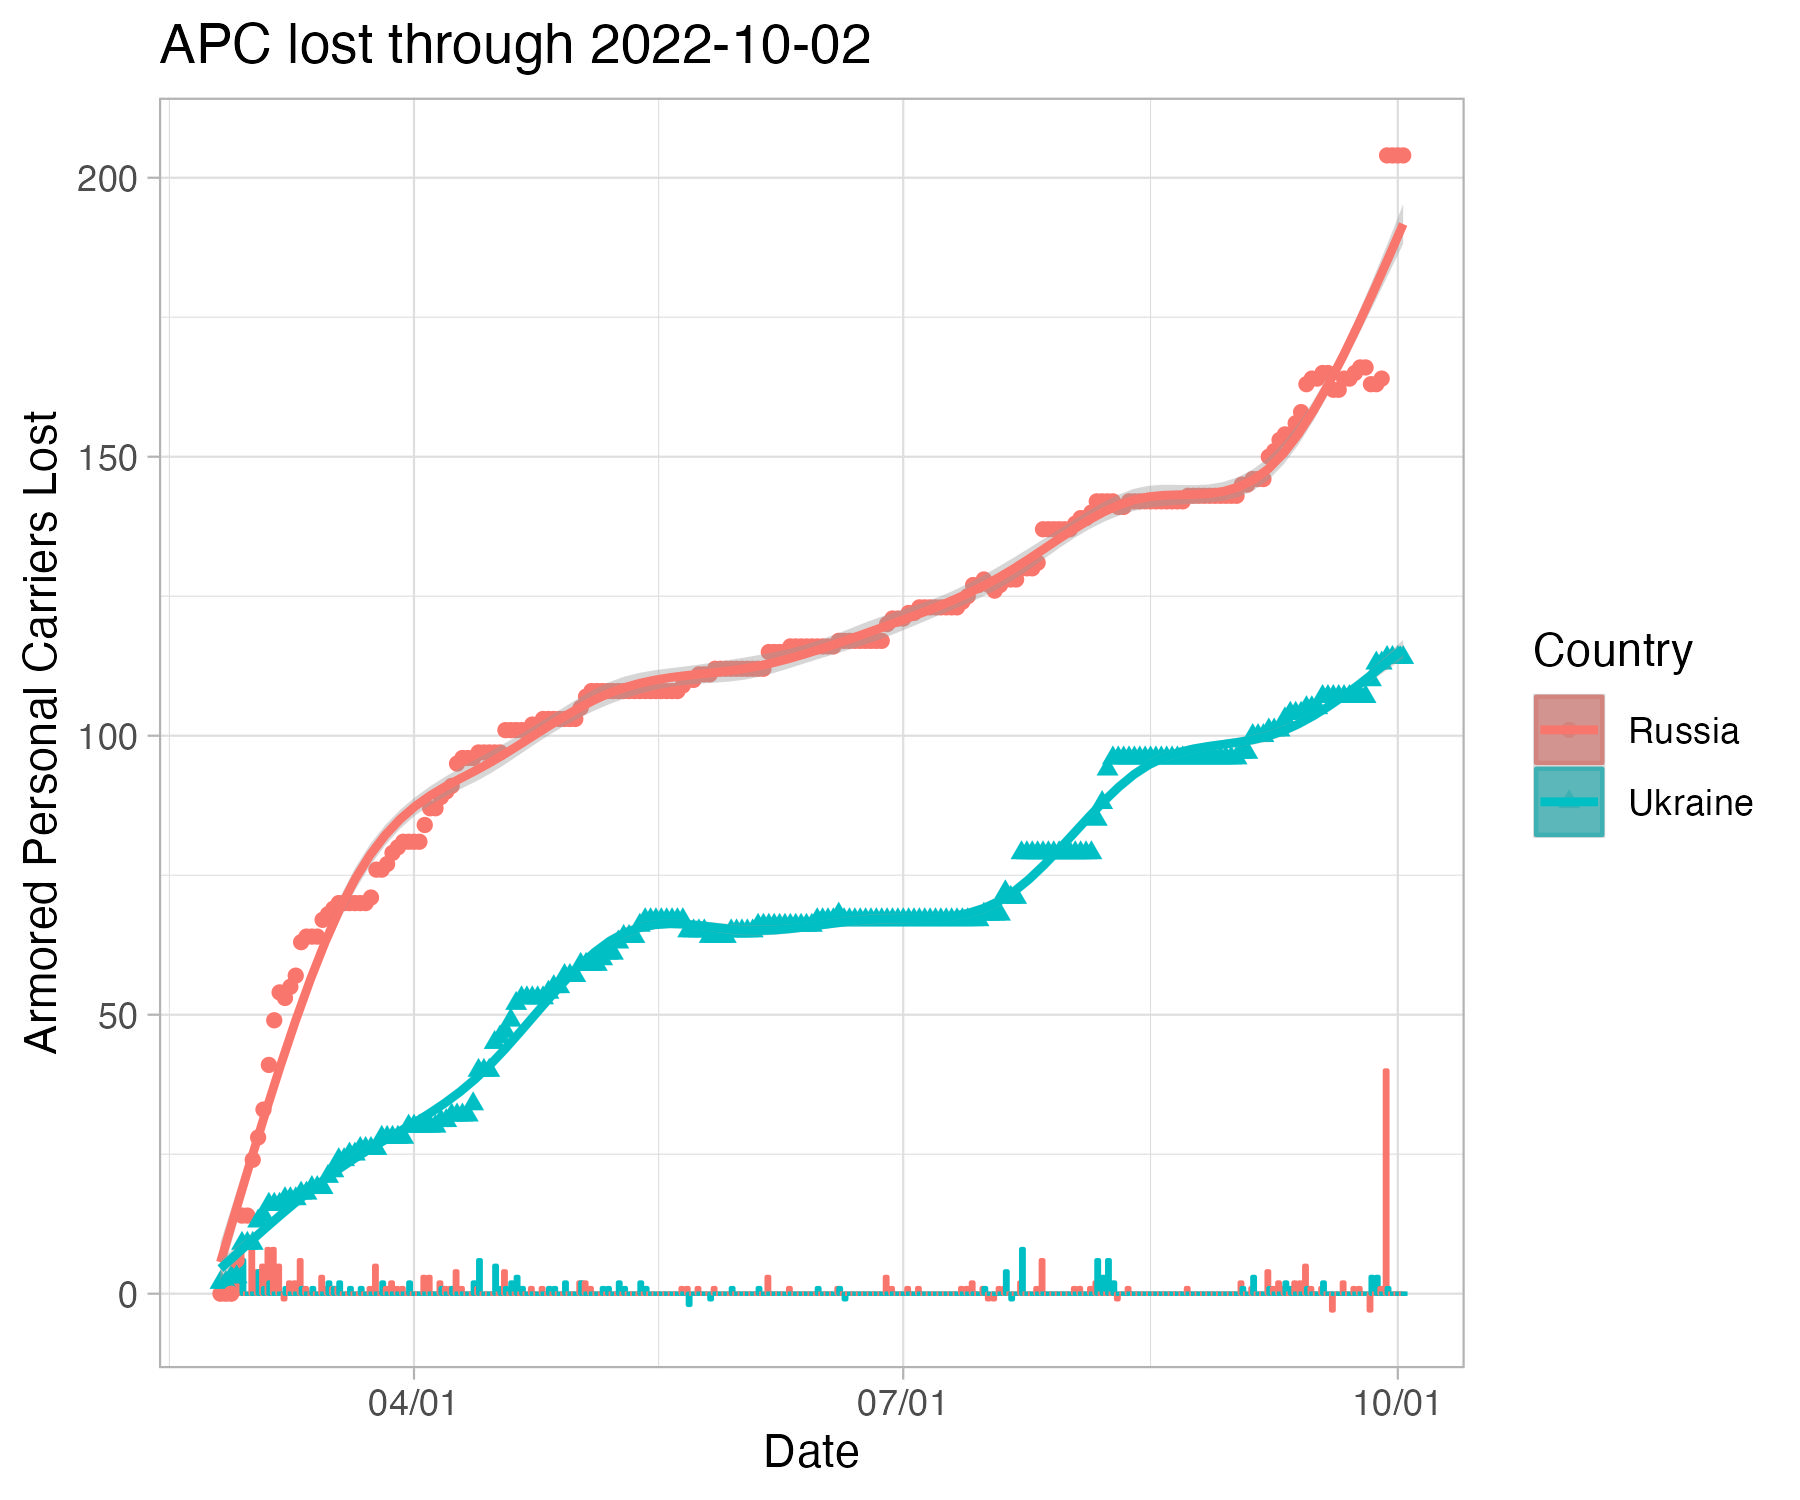 APC lost through 2022-10-02
Armored Personal Carriers Lost
200
150
100
50
0
04/01
07/01
10/01
Date
Country
Russia
Ukraine